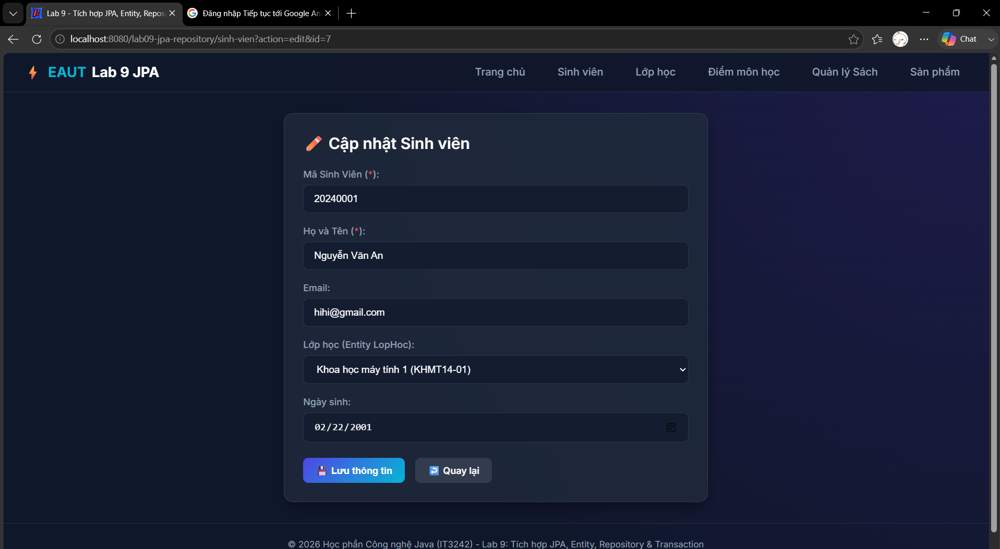 Lab 9 - Tích hợp JPA, Entity, Repos
Đăng nhập Tiếp tục tới Google An
localhost:8080/lab09-jpa-repository/sinh-vien?action=edit&id=7
Chat
EAUT Lab 9 JPA
Trang chủ
Sinh viên
Lớp học
Điểm môn học
Quản lý Sách
Sản phẩm
Cập nhật Sinh viên
Mã Sinh Viên (*):
20240001
Họ và Tên (*):
Nguyễn Văn An
Email:
hihi@gmail.com
Lớp học (Entity LopHoc):
Khoa học máy tính 1 (KHMT14-01)
Ngày sinh:
02/22/2001
Lưu thông tin
Quay lại
© 2026 Học phần Công nghệ Java (IT3242) - Lab 9: Tích hợp JPA, Entity, Repository & Transaction